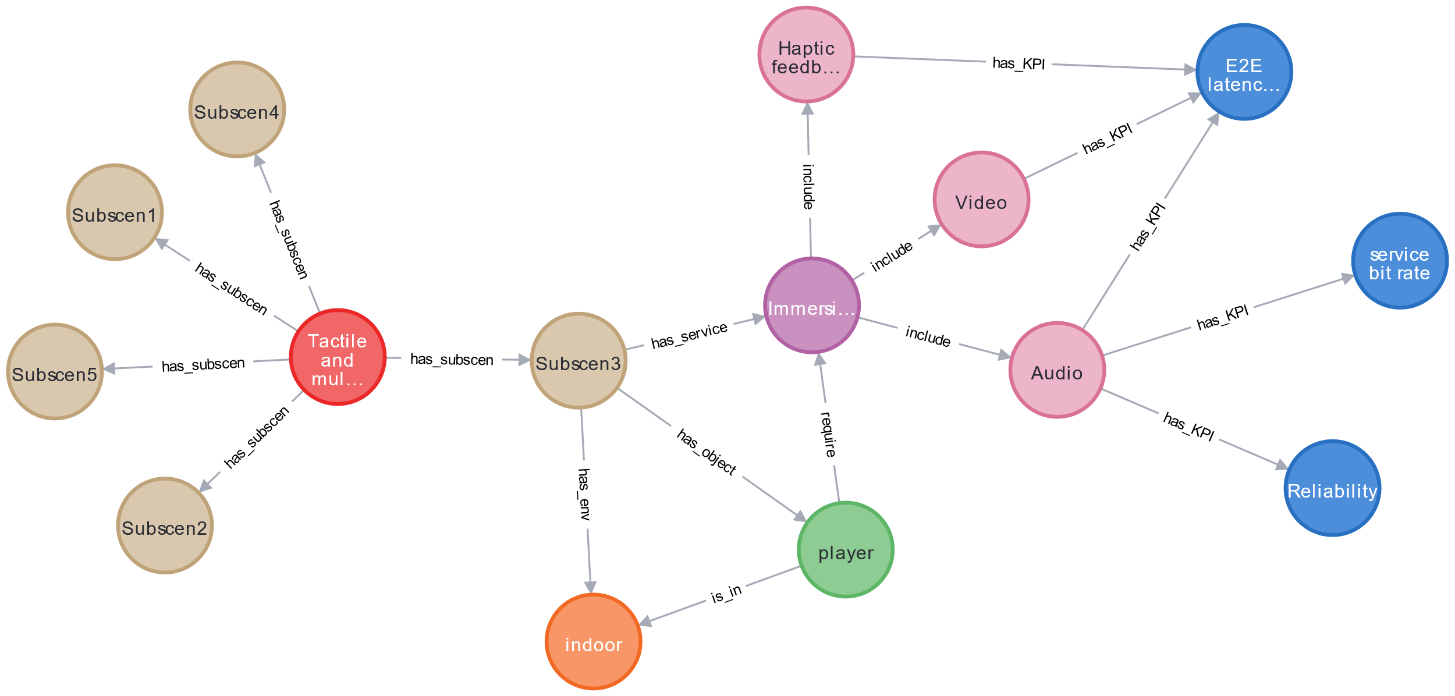 Haptic
feedb...
has_KPI
E2E
latenc...
Subscen4
has_KPI
include
Video
has_KPI
Subscen1
has_subscen
include
has_subscen
service
bit rate
Immersi...
has_KPI
has_service
include
Tactile
and
mul...
has_subscen
Subscen3
has_subscen
Subscen5
Audio
has_subscen
require
has_KPI
has_object
has_env
Reliability
Subscen2
player
is_in
indoor